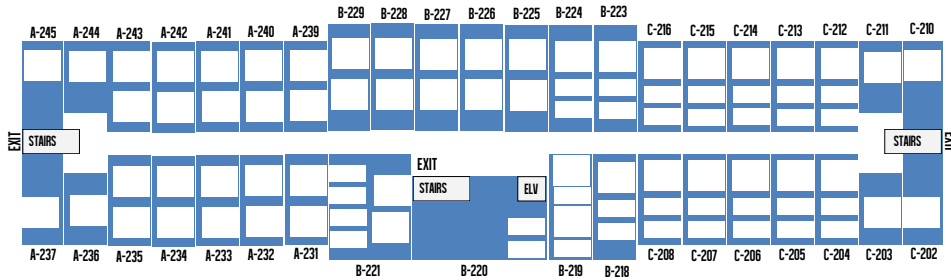 B-229 B-228 B-227 B-226 B-225 B-224 B-223
A-245 A-244 A-243 A-242 A-241 A-240 A-239 C-216 C-215 C-214 C-213 C-212 C-211 C-210
EXIT STAIRS STAIRS EXIT
EXIT
STAIRS ELV
A-237 A-236 A-235 A-234 A-233 A-232 A-231 C-208 C-207 C-206 C-205 C-204 C-203 C-202
B-221 B-220 B-219 B-218